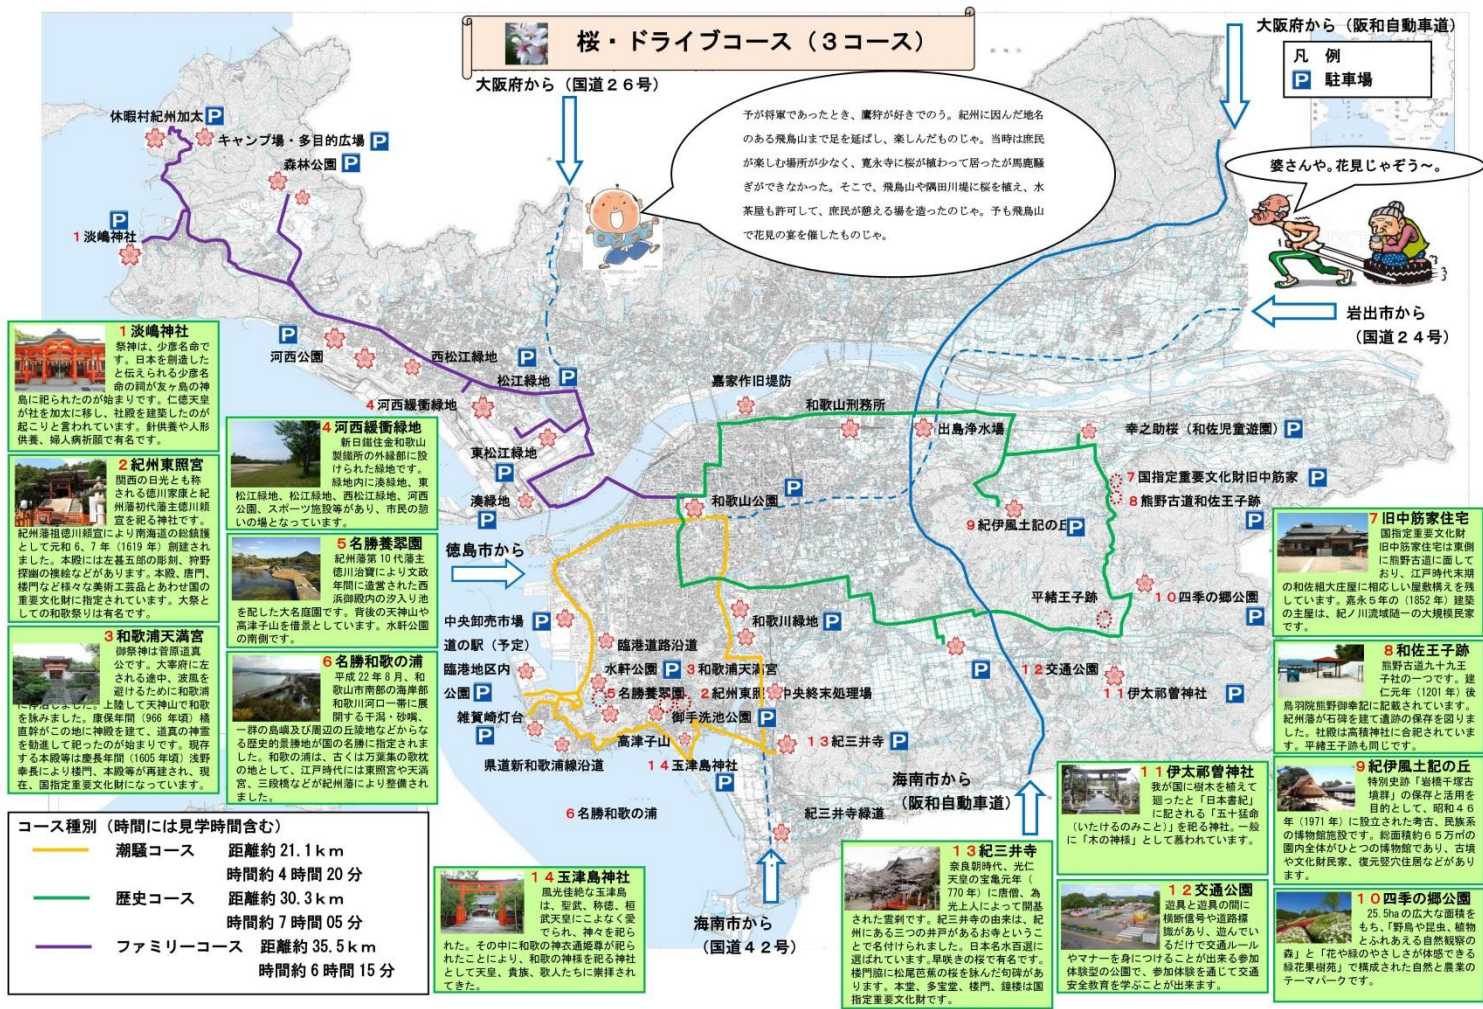 桜・ドライブコース（３コース）
大阪府から（国道２６号）
大阪府から（阪和自動車道）
凡　例
P 駐車場
予が将軍であったとき、鷹狩が好きでのう。紀州に因んだ地名
のある飛鳥山まで足を延ばし、楽しんだものじゃ。当時は庶民
が楽しむ場所が少なく、寛永寺に桜が植わって居ったが馬鹿騒
ぎができなかった。そこで、飛鳥山や隅田川堤に桜を植え、水
茶屋も許可して、庶民が憩える場を造ったのじゃ。予も飛鳥山
で花見の宴を催したものじゃ。
婆さんや。花見じゃぞう～。
岩出市から
（国道２４号）
休暇村紀州加太 P
キャンプ場・多目的広場 P
森林公園 P
P
1 淡嶋神社
P
河西公園
西松江緑地 P
松江緑地 P
4 河西緩衝緑地
東松江緑地
P
湊緑地
P
嘉家作旧堤防
和歌山刑務所
出島浄水場
幸之助桜（和佐児童遊園） P
7 国指定重要文化財旧中筋家 P
8 熊野古道和佐王子跡
P
和歌山公園 P
9 紀伊風土記の丘 P
徳島市から
中央卸売市場 P
道の駅（予定）
臨港地区内
公園 P
臨港道路沿道
水軒公園 P
3 和歌浦天満宮
和歌川緑地 P
5 名勝養翠園
2 紀州東照宮
中央終末処理場
雑賀崎灯台
P
御手洗池公園 P
高津子山
13 紀三井寺 P
県道新和歌浦線沿道
14 玉津島神社
P
6 名勝和歌の浦
紀三井寺緑道
平緒王子跡
10 四季の郷公園
P
P
12 交通公園
11 伊太祁曽神社
P
海南市から
（阪和自動車道）
海南市から
（国道４２号）
1 淡嶋神社
祭神は、少彦名命で
す。日本を創造した
と伝えられる少彦名
命の祠が友ヶ島の神
島に祀られたのが始まりです。仁徳天皇
が社を加太に移し、社殿を建築したのが
起こりと言われています。針供養や人形
供養、婦人病祈願で有名です。
2 紀州東照宮
関西の日光とも称
される徳川家康と紀
州藩初代藩主徳川頼
宣を祀る神社です。
紀州藩祖徳川頼宣により南海道の総鎮護
として元和６、７年（1619 年）創建され
ました。本殿には左甚五郎の彫刻、狩野
探幽の襖絵などがあります。本殿、唐門、
楼門など様々な美術工芸品とあわせ国の
重要文化財に指定されています。大祭と
しての和歌祭りは有名です。
3 和歌浦天満宮
御祭神は菅原道真
公です。大宰府に左
される途中、波風を
避けるために和歌浦
に停泊しました。上陸して天神山で和歌
を詠みました。康保年間（966 年頃）橘
直幹がこの地に神殿を建て、道真の神霊
を勧進して祀ったのが始まりです。現存
する本殿等は慶長年間（1605 年頃）浅野
幸長により楼門、本殿等が再建され、現
在、国指定重要文化財になっています。
4 河西緩衝緑地
新日鐵住金和歌山
製鐵所の外縁部に設
けられた緑地です。
緑地内に湊緑地、東
松江緑地、松江緑地、西松江緑地、河西
公園、スポーツ施設等があり、市民の憩
いの場となっています。
5 名勝養翠園
紀州藩第 10 代藩主
徳川治寶により文政
年間に造営された西
浜御殿内の汐入り池
を配した大名庭園です。背後の天神山や
高津子山を借景としています。水軒公園
の南側です。
6 名勝和歌の浦
平成 22 年８月、和
歌山市南部の海岸部
和歌川河口一帯に展
開する干潟・砂嘴、
一群の島嶼及び周辺の丘陵地などからな
る歴史的景勝地が国の名勝に指定されま
した。和歌の浦は、古くは万葉集の歌枕
の地として、江戸時代には東照宮や天満
宮、三段橋などが紀州藩により整備され
ました。
7 旧中筋家住宅
国指定重要文化財
旧中筋家住宅は東側
に熊野古道に面して
おり、江戸時代末期
の和佐組大庄屋に相応しい屋敷構えを残
しています。嘉永５年の（1852 年）建築
の主屋は、紀ノ川流域随一の大規模民家
です。
8 和佐王子跡
熊野古道九十九王
子社の一つです。建
仁元年（1201 年）後
鳥羽院熊野御幸記に記載されています。
紀州藩が石碑を建て遺跡の保存を図りま
した。社殿は高積神社に合祀されていま
す。平緒王子跡も同じです。
9 紀伊風土記の丘
特別史跡「岩橋千塚古
墳群」の保存と活用を
目的として、昭和４６
年（1971 年）に設立された考古、民族系
の博物館施設です。総面積約６５万㎡の
園内全体がひとつの博物館であり、古墳
や文化財民家、復元竪穴住居などがあり
ます。
10 四季の郷公園
25.5ha の広大な面積を
もち、「野鳥や昆虫、植物
とふれあえる自然観察の
森」と「花や緑のやさしさが体感できる
緑花果樹苑」で構成された自然と農業の
テーマパークです。
11 伊太祁曽神社
我が国に樹木を植えて
廻ったと「日本書紀」
に記される「五十猛命
（いたけるのみこと）」を祀る神社。一般
に「木の神様」として慕われています。
12 交通公園
遊具と遊具の間に
横断信号や道路標
識があり、遊んでい
るだけで交通ルール
やマナーを身につけることが出来る参加
体験型の公園で、参加体験を通じて交通
安全教育を学ぶことが出来ます。
13 紀三井寺
奈良朝時代、光仁
天皇の宝亀元年（
770 年）に唐僧、為
光上人によって開基
された霊刹です。紀三井寺の由来は、紀
州にある三つの井戸があるお寺というこ
とで名付けられました。日本名水百選に
選ばれています。早咲きの桜で有名です。
楼門脇に松尾芭蕉の桜を詠んだ句碑があ
ります。本堂、多宝堂、楼門、鐘楼は国
指定重要文化財です。
14 玉津島神社
風光佳絶な玉津島
は、聖武、称徳、桓
武天皇にこよなく愛
でられ、神々を祀ら
れた。その中に和歌の神衣通姫尊が祀ら
れたことにより、和歌の神様を祀る神社
として天皇、貴族、歌人たちに崇拝され
てきた。
コース種別（時間には見学時間含む）
潮騒コース　距離約 21.1ｋｍ
時間約４時間 20 分
歴史コース　距離約 30.3ｋｍ
時間約７時間 05 分
ファミリーコース　距離約 35.5ｋｍ
時間約６時間 15 分